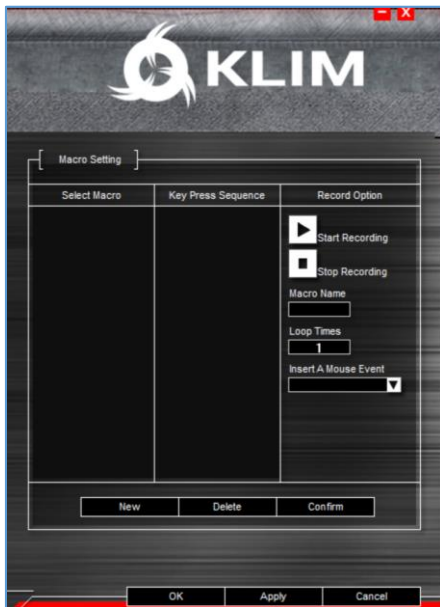 KLIM
Macro Setting
Select Macro
Key Press Sequence
Record Option
Start Recording
Stop Recording
Macro Name
Loop Times
1
Insert A Mouse Event
New
Delete
Confirm
OK
Apply
Cancel